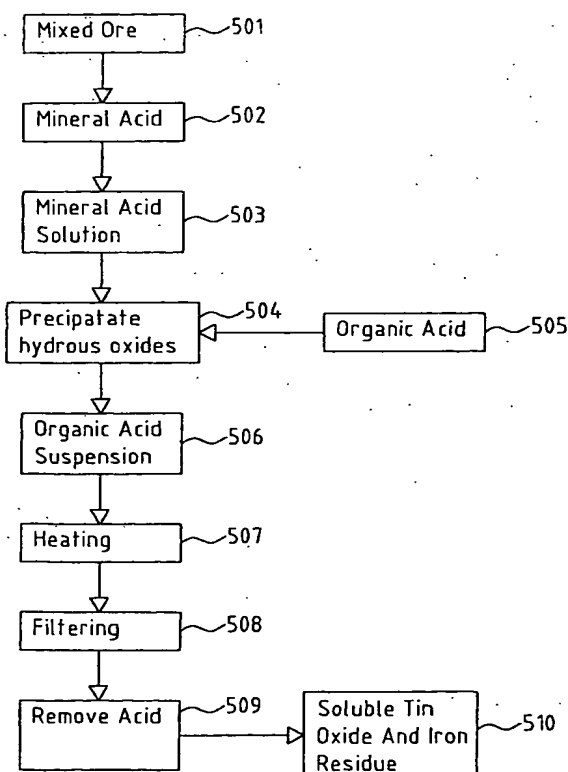 Mixed Ore
501
Mineral Acid
502
Mineral Acid
Solution
503
Precipatate
hydrous oxides
504
Organic Acid
505
Organic Acid
Suspension
506
Heating
507
Filtering
508
Remove Acid
509
Soluble Tin
Oxide And Iron
Residue
510